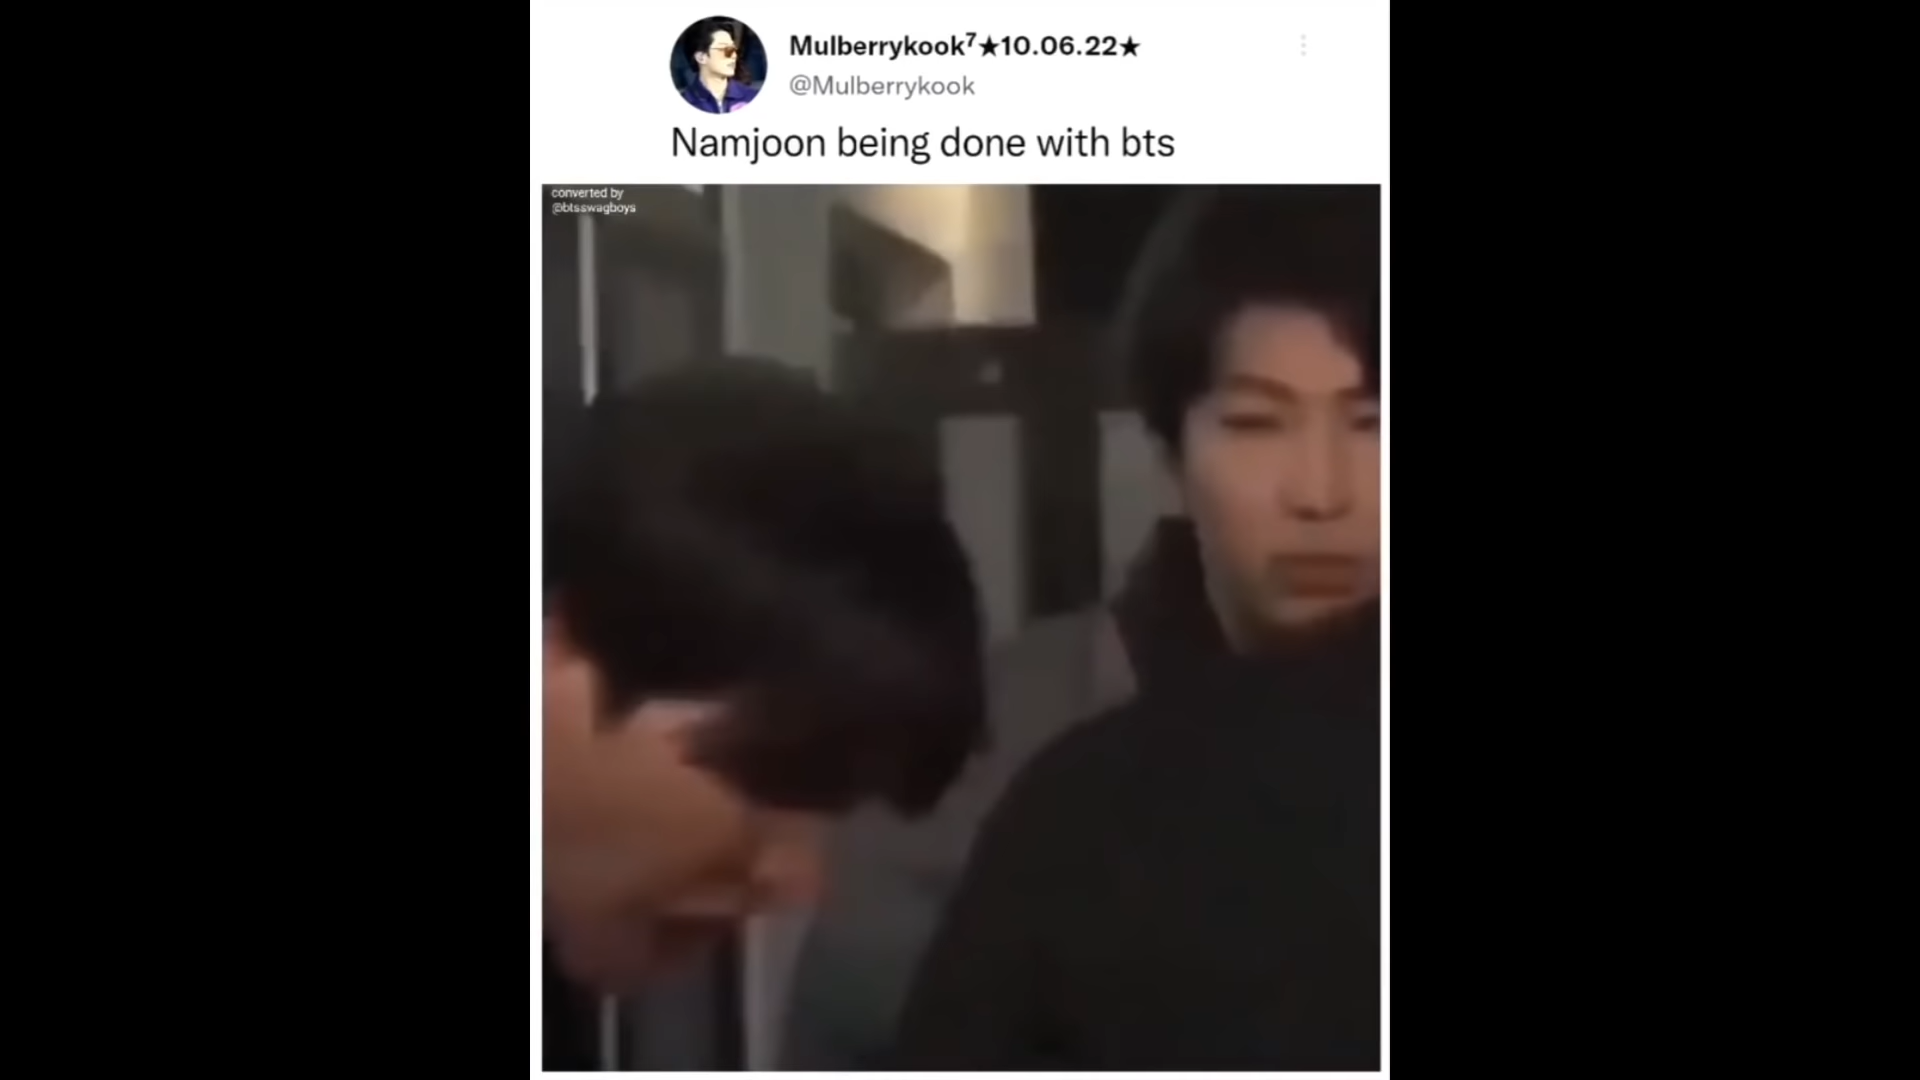 Mulberrykook⁷★10.06.22★
@Mulberrykook
Namjoon being done with bts
converted by
@btsswagboys